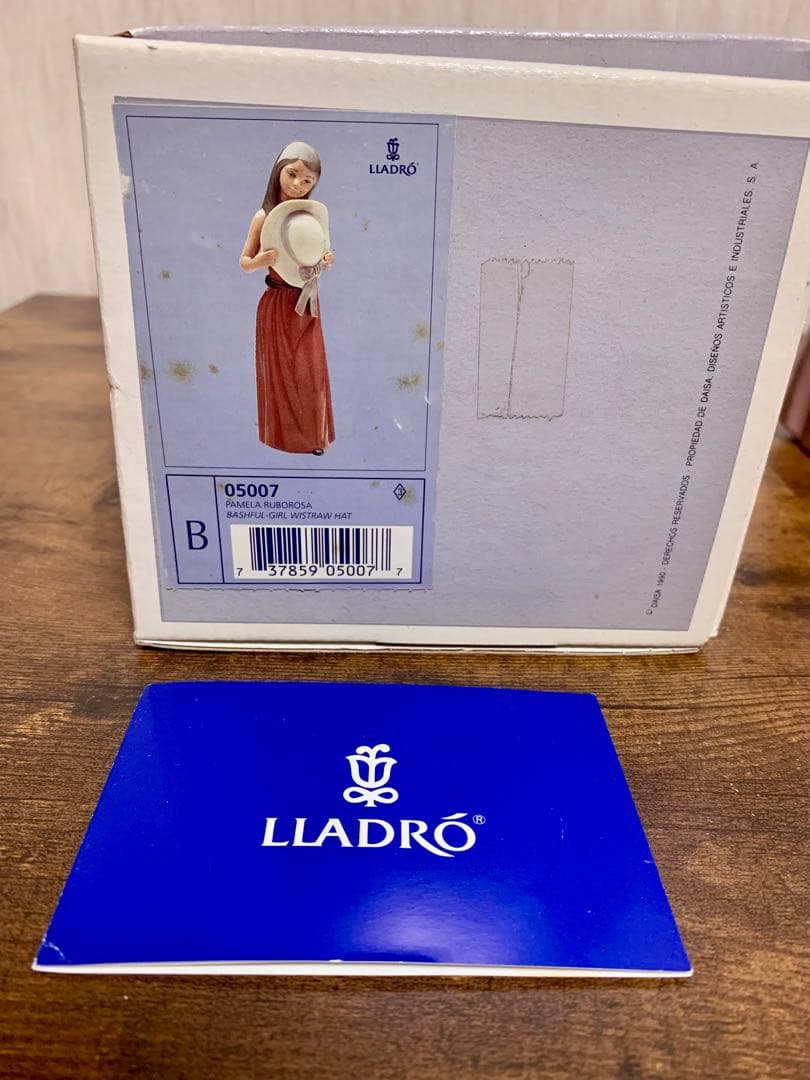 LLADRÓ®
B
05007
PAMELA RUBOROSA
BASHFUL-GIRL W/STRAW HAT
7 37859 05007 7
© DAISA 1990 · DERECHOS RESERVADOS · PROPIEDAD DE DAISA, DISEÑOS ARTISTICOS E INDUSTRIALES, S. A.
LLADRÓ®